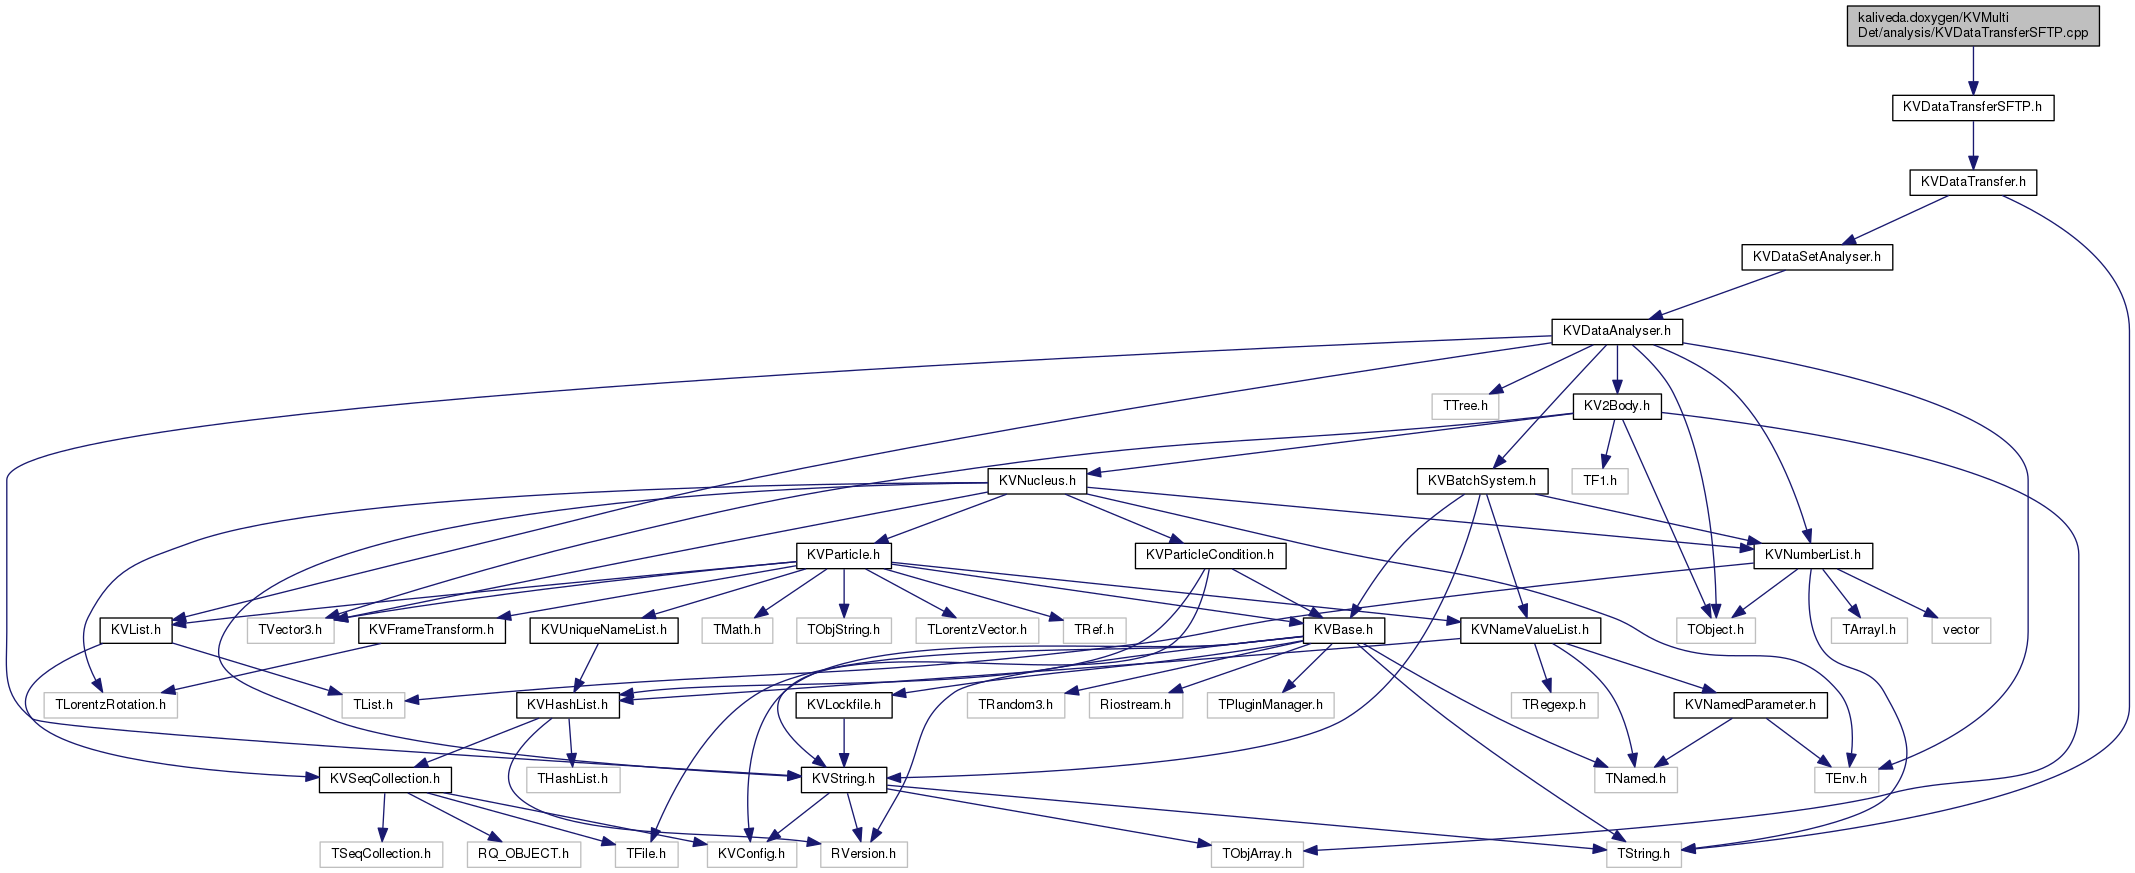 kaliveda.doxygen/KVMulti
Det/analysis/KVDataTransferSFTP.cpp
KVDataTransferSFTP.h
KVDataTransfer.h
KVDataSetAnalyser.h
KVDataAnalyser.h
TTree.h
KV2Body.h
KVNucleus.h
KVBatchSystem.h
TF1.h
KVParticle.h
KVParticleCondition.h
KVNumberList.h
KVList.h
TVector3.h
KVFrameTransform.h
KVUniqueNameList.h
TMath.h
TObjString.h
TLorentzVector.h
TRef.h
KVBase.h
KVNameValueList.h
TObject.h
TArrayI.h
vector
TLorentzRotation.h
TList.h
KVHashList.h
KVLockfile.h
TRandom3.h
Riostream.h
TPluginManager.h
TRegexp.h
KVNamedParameter.h
KVSeqCollection.h
THashList.h
KVString.h
TNamed.h
TEnv.h
TSeqCollection.h
RQ_OBJECT.h
TFile.h
KVConfig.h
RVersion.h
TObjArray.h
TString.h